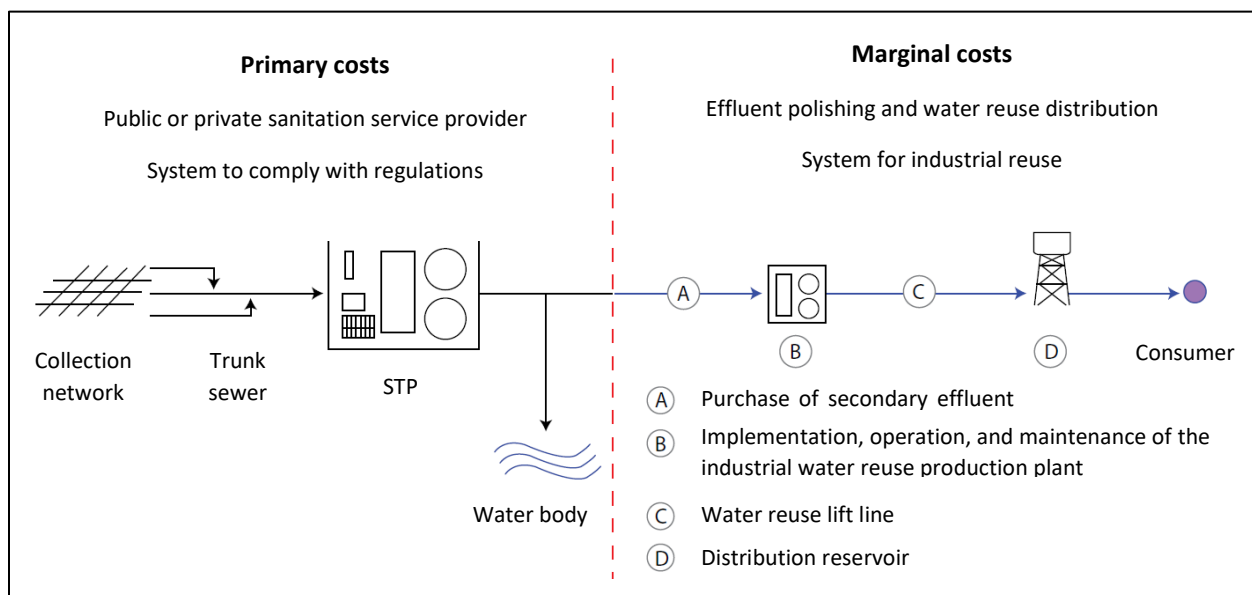 Primary costs
Public or private sanitation service provider
System to comply with regulations
Marginal costs
Effluent polishing and water reuse distribution
System for industrial reuse
A
C
Collection
network
Trunk
sewer
STP
B
D
Consumer
Water body
A Purchase of secondary effluent
B Implementation, operation, and maintenance of the
industrial water reuse production plant
C Water reuse lift line
D Distribution reservoir